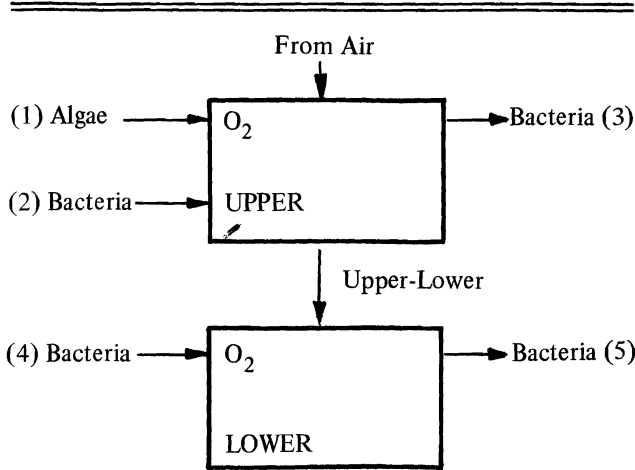 From Air
(1) Algae
O2
Bacteria (3)
(2) Bacteria
UPPER
Upper-Lower
(4) Bacteria
O2
Bacteria (5)
LOWER